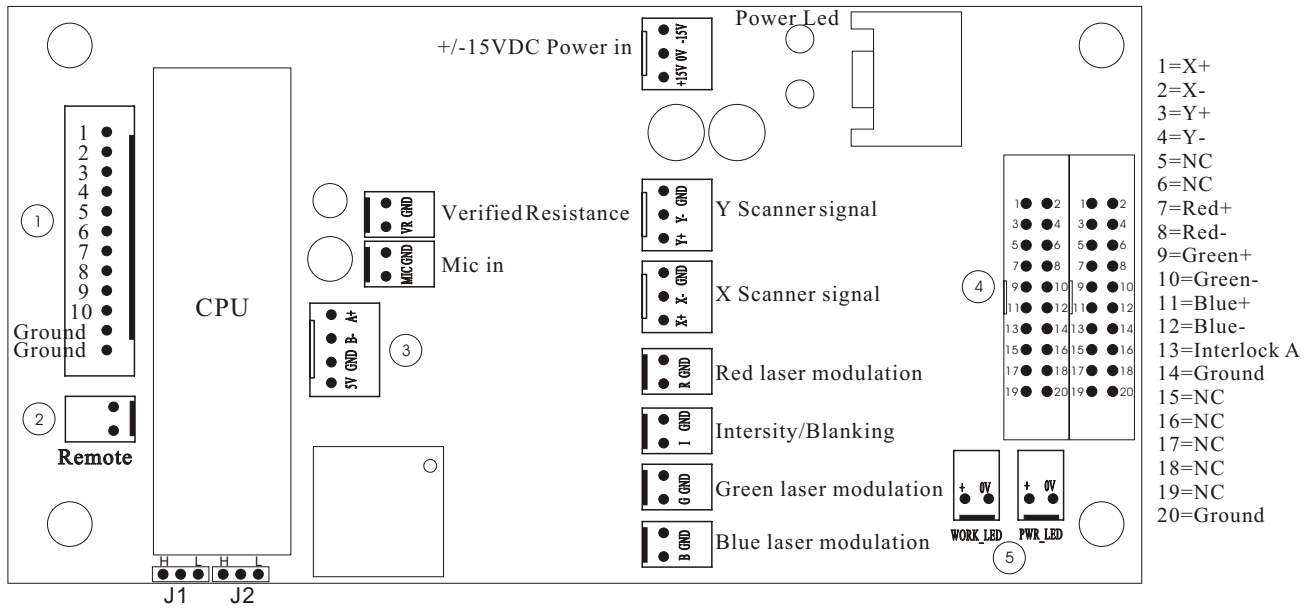 Power Led
+/-15VDC Power in
+15V 0V -15V
1
2
3
4
5
6
7
8
9
10
Ground
Ground
1
2
Remote
CPU
VR GND
Verified Resistance
MIC GND
Mic in
5V GND B- A+
3
Y+ Y- GND
Y Scanner signal
X+ X- GND
X Scanner signal
R GND
Red laser modulation
I GND
Intersity/Blanking
G GND
Green laser modulation
B GND
Blue laser modulation
4
1 2 1 2
3 4 3 4
5 6 5 6
7 8 7 8
9 10 9 10
11 12 11 12
13 14 13 14
15 16 15 16
17 18 17 18
19 20 19 20
+ 0V
+ 0V
WORK_LED
PWR_LED
5
H L
H L
J1
J2
1=X+
2=X-
3=Y+
4=Y-
5=NC
6=NC
7=Red+
8=Red-
9=Green+
10=Green-
11=Blue+
12=Blue-
13=Interlock A
14=Ground
15=NC
16=NC
17=NC
18=NC
19=NC
20=Ground